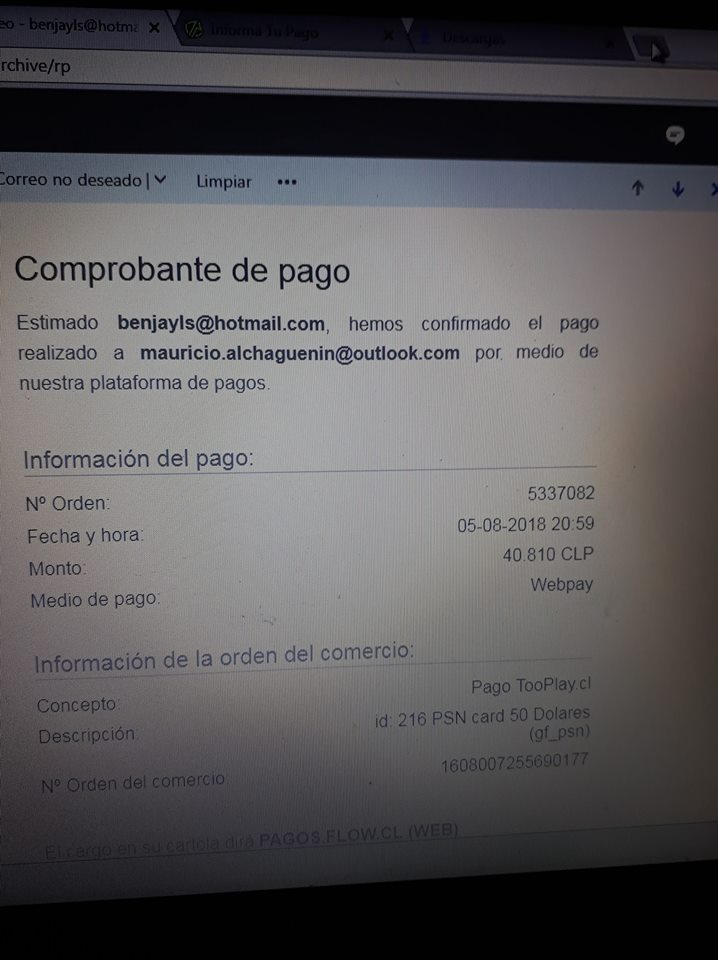 eo - benjayls@hotma
Informa Tu Pago
Descargas
rchive/rp
Correo no deseado |
Limpiar
Comprobante de pago
Estimado benjayls@hotmail.com, hemos confirmado el pago
realizado a mauricio.alchaguenin@outlook.com por medio de
nuestra plataforma de pagos.
Información del pago:
Nº Orden: 5337082
Fecha y hora: 05-08-2018 20:59
Monto: 40.810 CLP
Medio de pago: Webpay
Información de la orden del comercio:
Concepto: Pago TooPlay.cl
Descripción: id: 216 PSN card 50 Dolares
(gf_psn)
Nº Orden del comercio 1608007255690177
El cargo en su cartola dirá PAGOS.FLOW.CL (WEB)